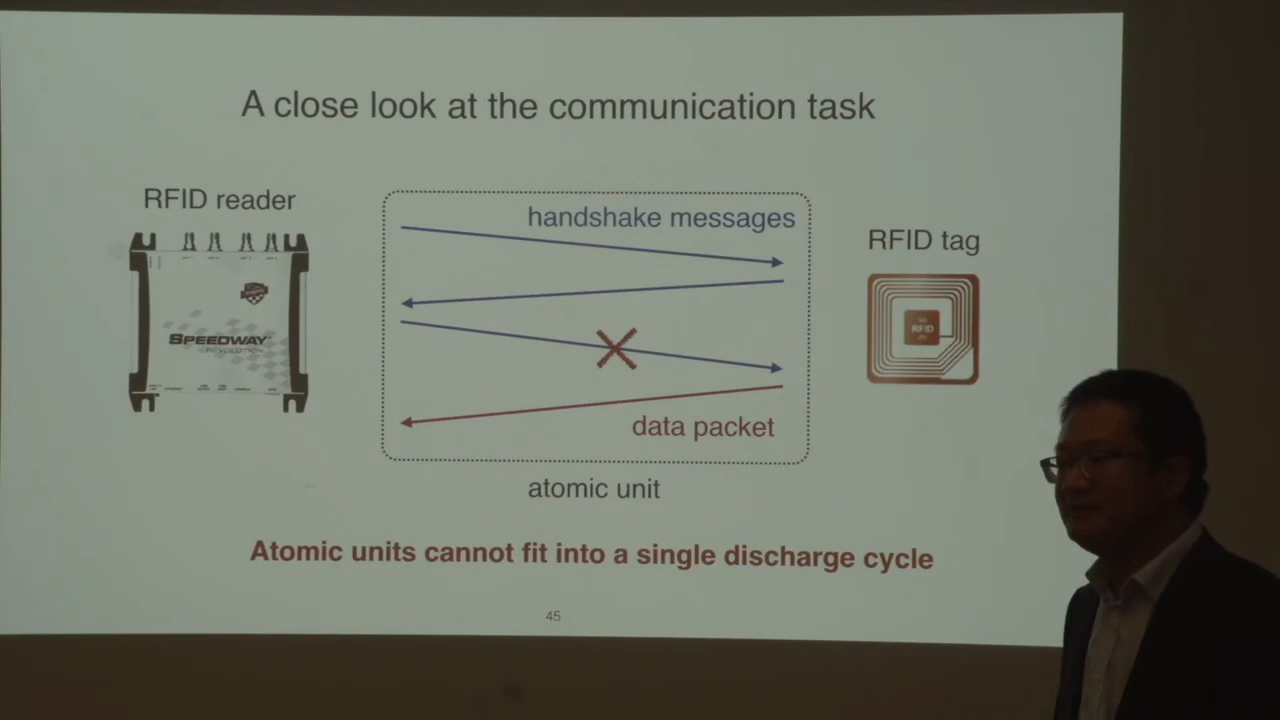 A close look at the communication task
RFID reader
handshake messages
RFID tag
SPEEDWAY
REVOLUTION
RFID
data packet
atomic unit
Atomic units cannot fit into a single discharge cycle
45